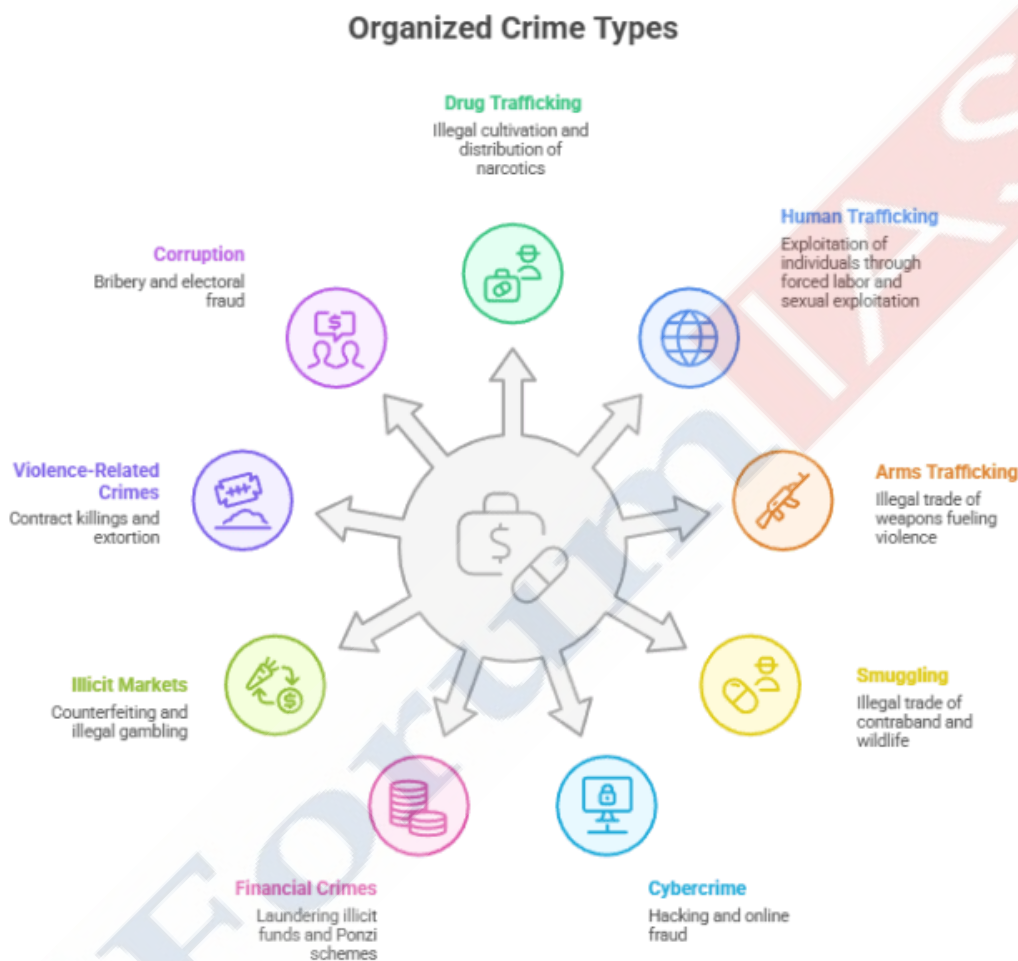 Organized Crime Types
Drug Trafficking
Illegal cultivation and
distribution of
narcotics
Human Trafficking
Exploitation of
individuals through
forced labor and
sexual exploitation
Arms Trafficking
Illegal trade of
weapons fueling
violence
Smuggling
Illegal trade of
contraband and
wildlife
Cybercrime
Hacking and online
fraud
Financial Crimes
Laundering illicit
funds and Ponzi
schemes
Illicit Markets
Counterfeiting and
illegal gambling
Violence-Related
Crimes
Contract killings and
extortion
Corruption
Bribery and electoral
fraud
$
$
$
Forum IAS